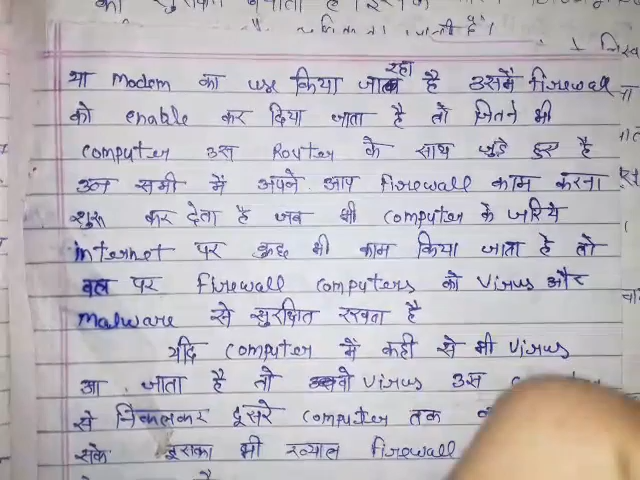 या Modem का use किया जा रहा है उसमें firewall
को enable कर दिया जाता है तो जितने भी
computer उस Router के साथ जुड़े हुए है
उन सभी में अपने आप firewall काम करना
शुरू कर देता है जब भी computer के जरिये
internet पर कुछ भी काम किया जाता है तो
वहा पर firewall computers को Virus और
Malware से सुरक्षित रखता है
यदि computer में कही से भी Virus
आ जाता है तो वो Virus उस
से निकलकर दूसरे computer तक
सके इसका भी ख्याल firewall